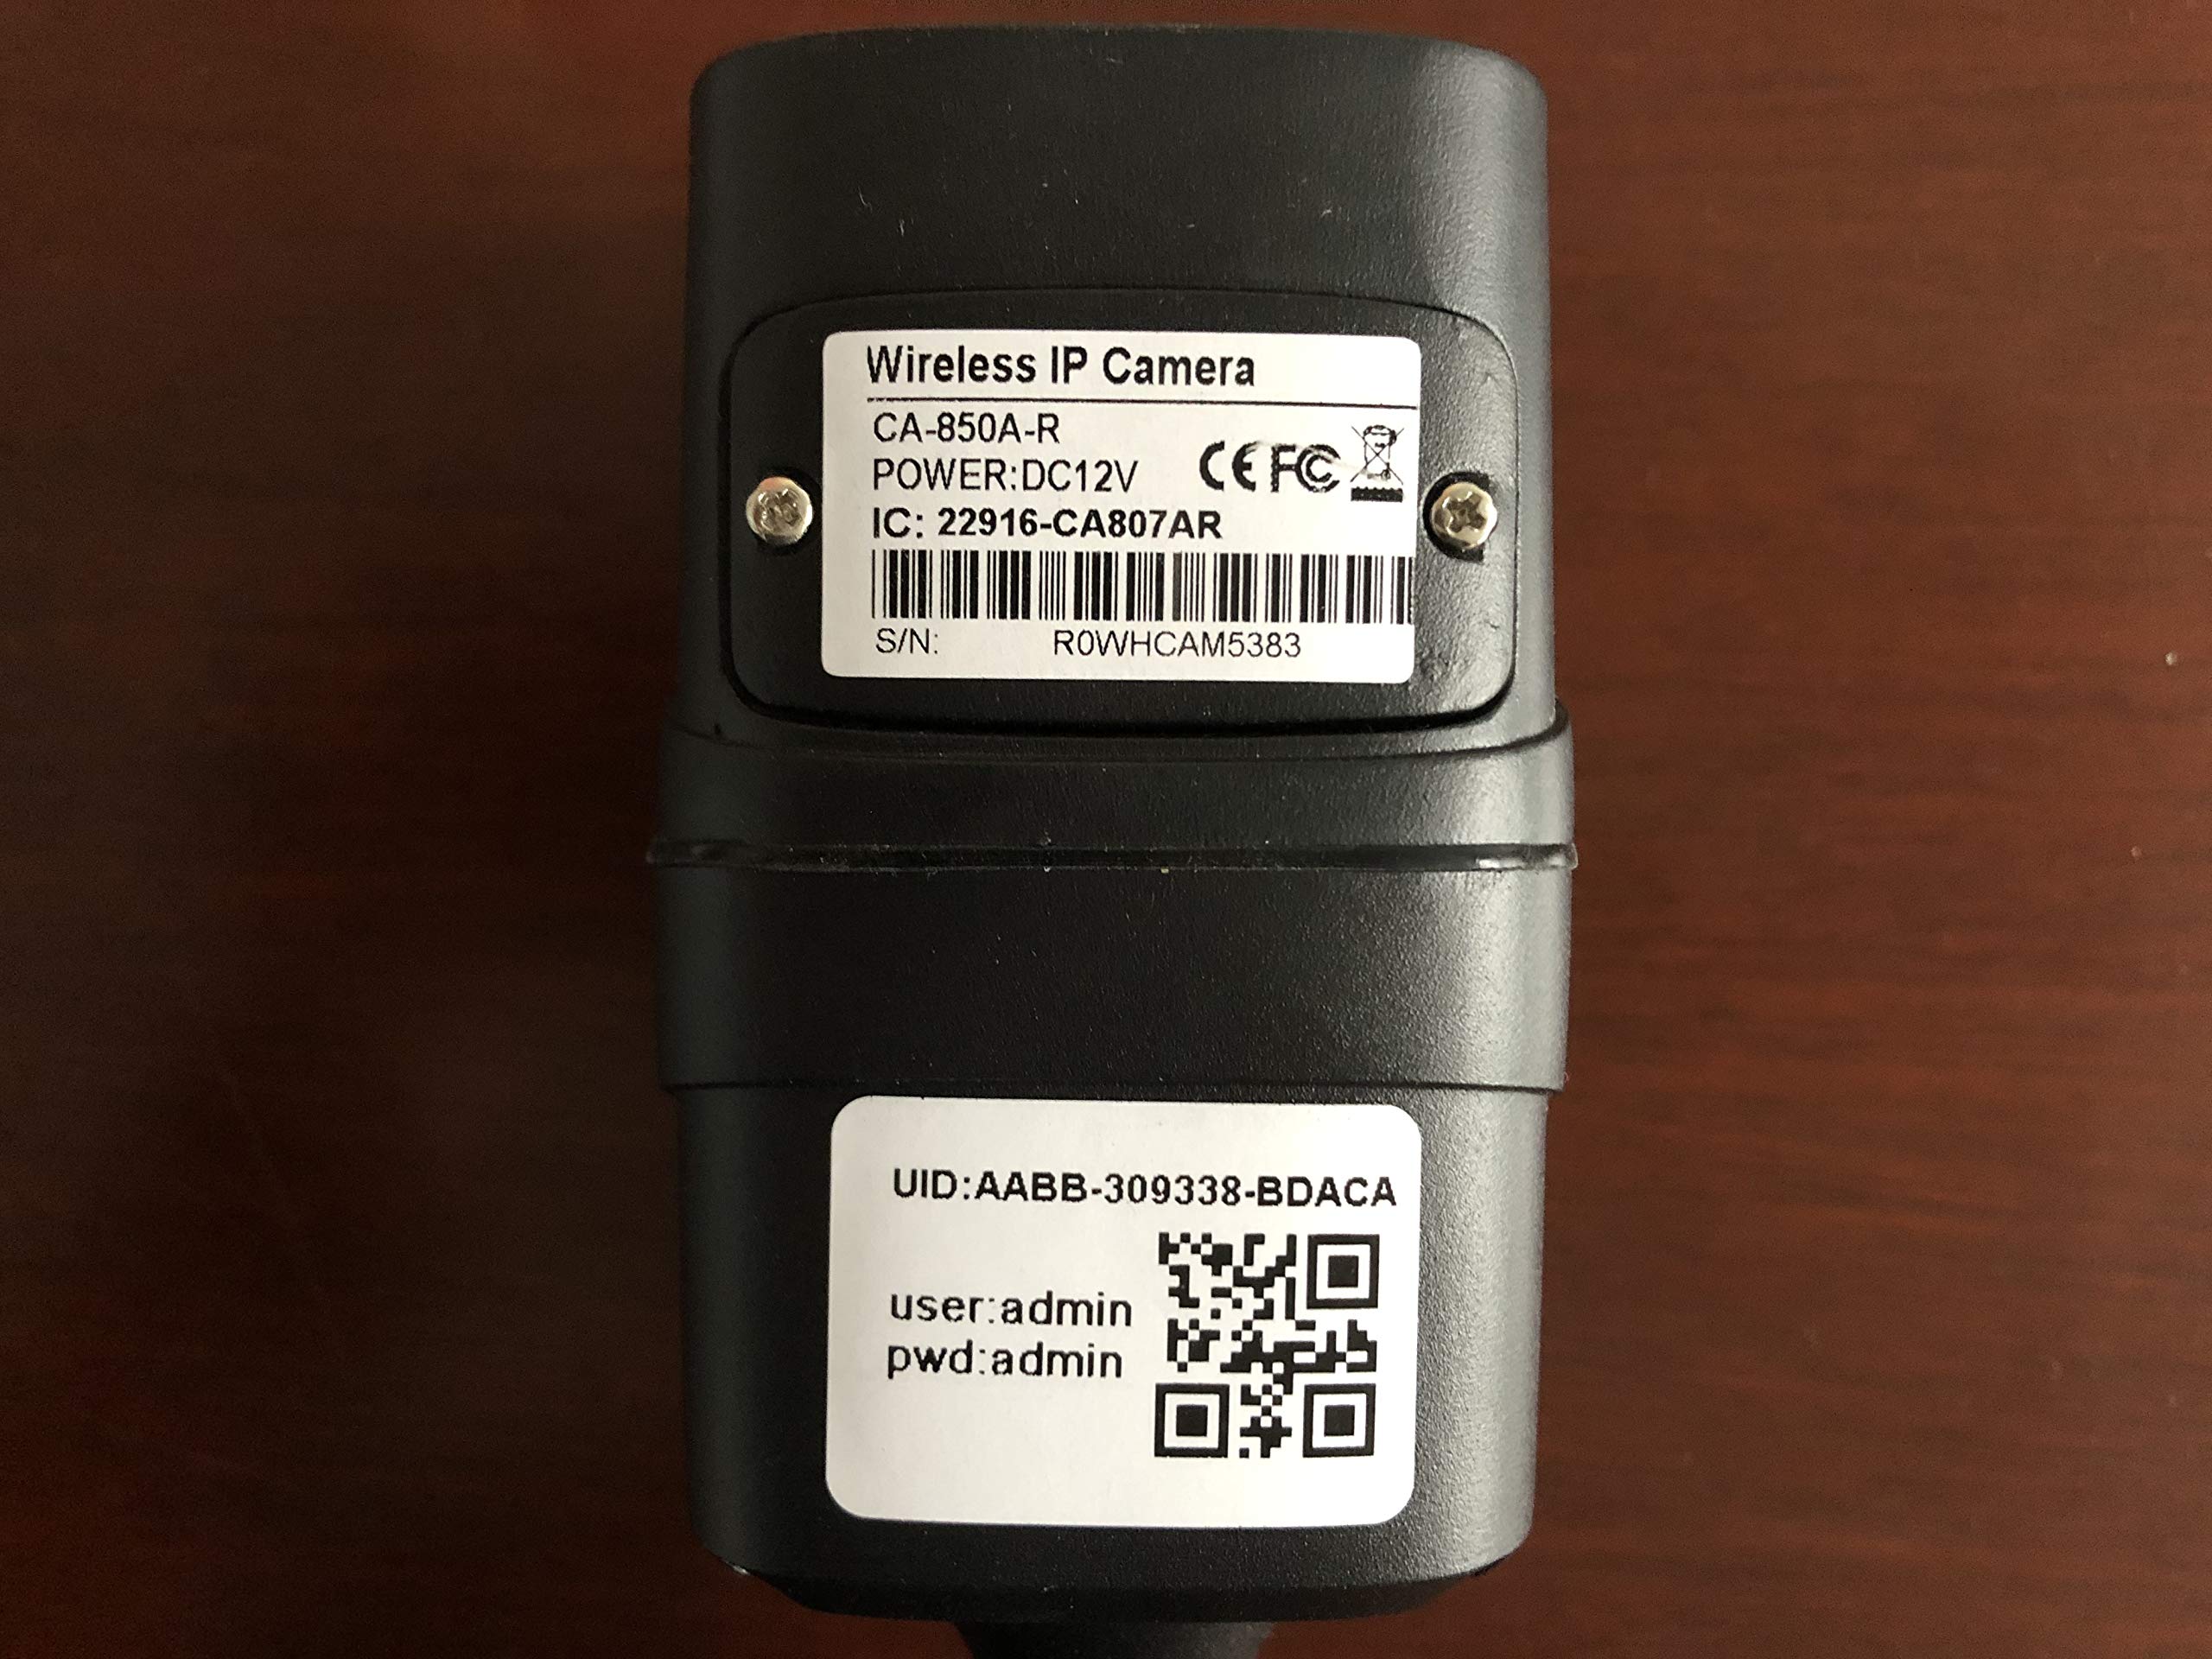 Wireless IP Camera
CA-850A-R
POWER:DC12V
CE FC
IC: 22916-CA807AR
S/N: R0WHCAM5383
UID:AABB-309338-BDACA
user:admin
pwd:admin